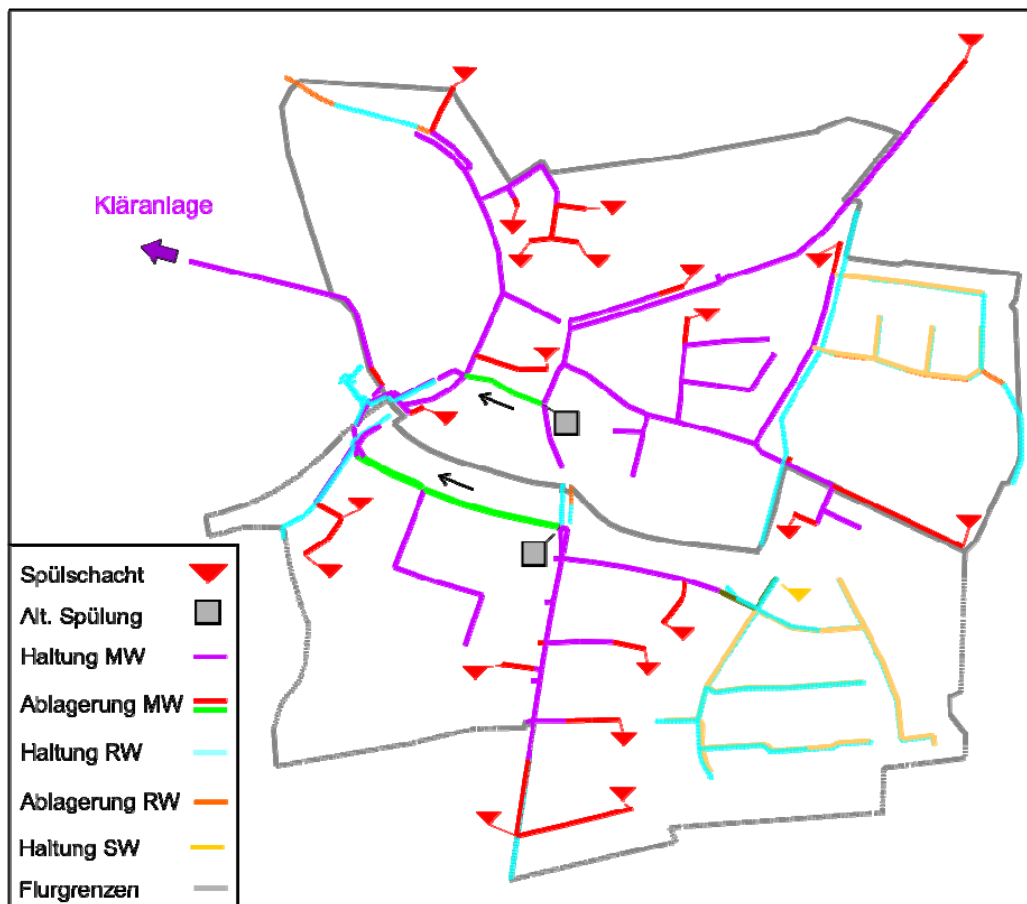 Kläranlage
Spülschacht
Alt. Spülung
Haltung MW
Ablagerung MW
Haltung RW
Ablagerung RW
Haltung SW
Flurgrenzen